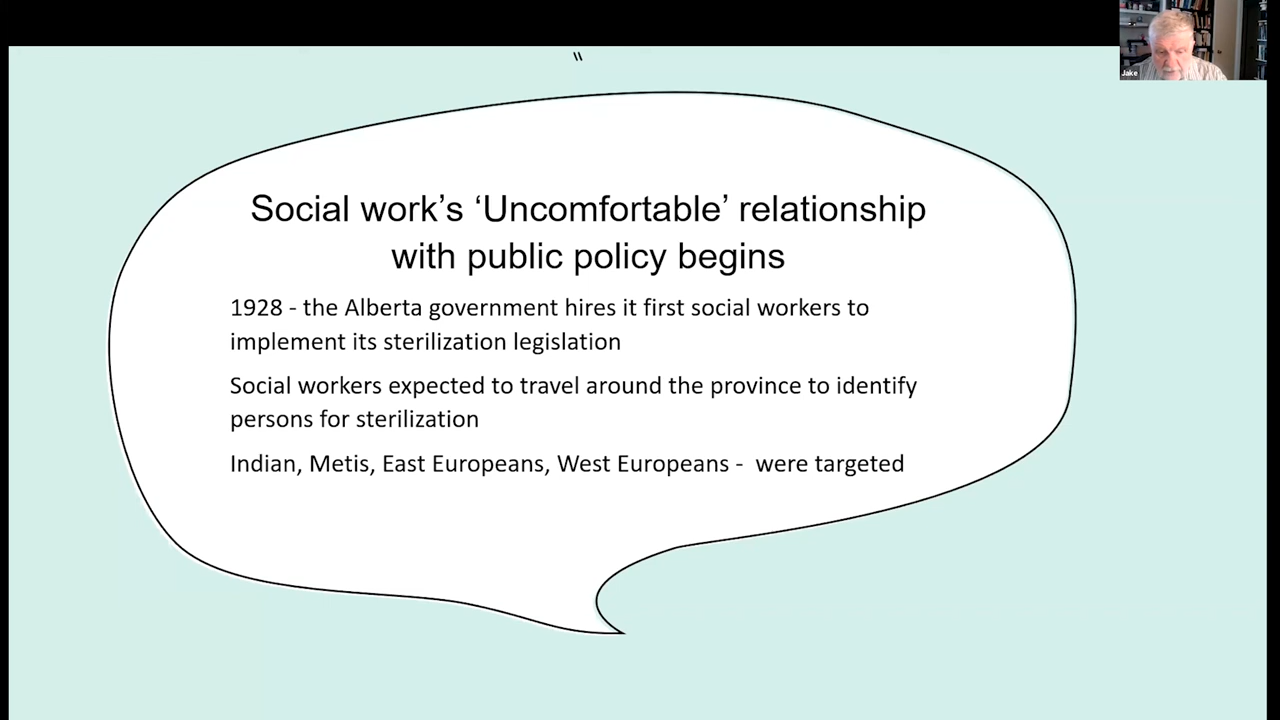 Jake
"
Social work’s ‘Uncomfortable’ relationship
with public policy begins
1928 - the Alberta government hires it first social workers to
implement its sterilization legislation
Social workers expected to travel around the province to identify
persons for sterilization
Indian, Metis, East Europeans, West Europeans -  were targeted